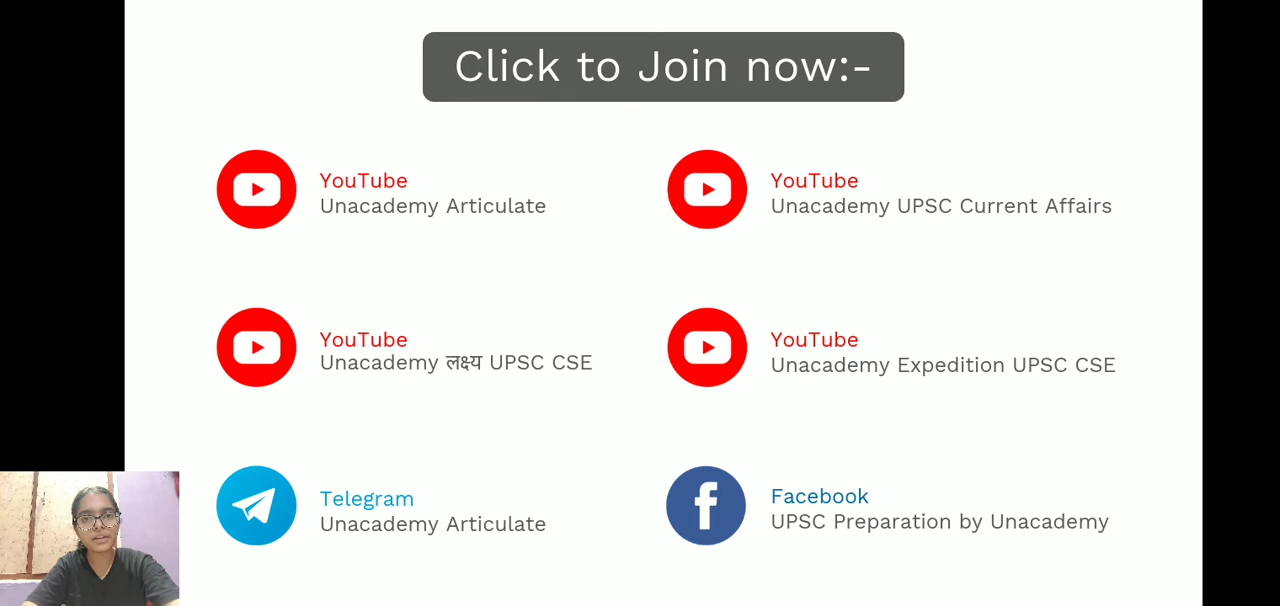 Click to Join now:-
YouTube
Unacademy Articulate
YouTube
Unacademy UPSC Current Affairs
YouTube
Unacademy लक्ष्य UPSC CSE
YouTube
Unacademy Expedition UPSC CSE
Telegram
Unacademy Articulate
Facebook
UPSC Preparation by Unacademy